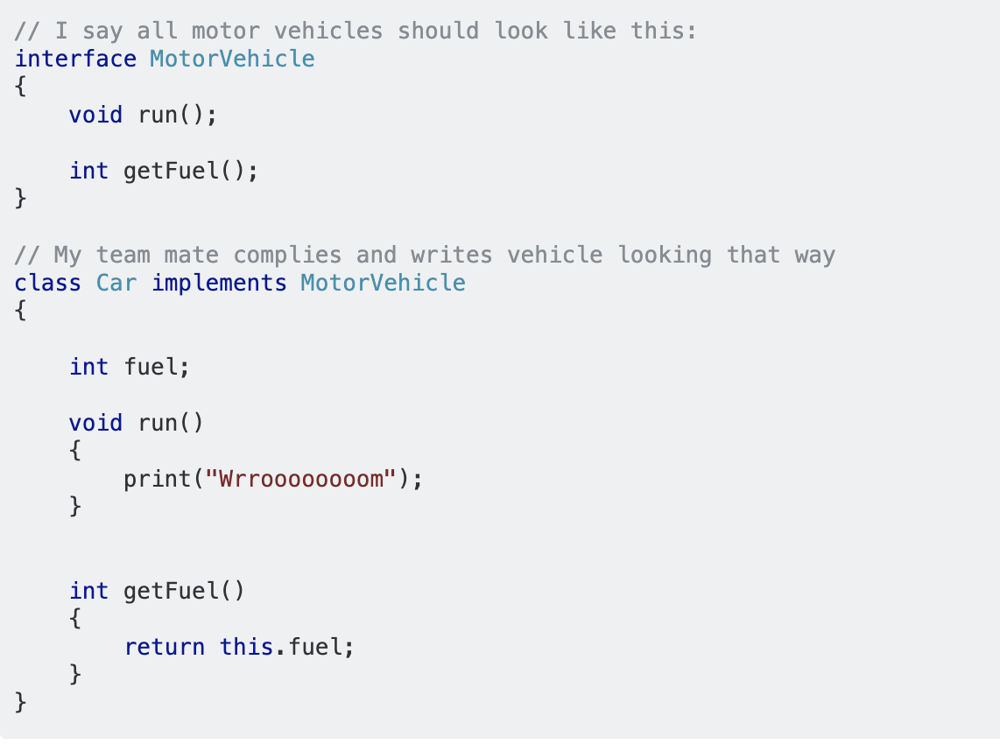 // I say all motor vehicles should look like this:
interface MotorVehicle
{
    void run();

    int getFuel();
}

// My team mate complies and writes vehicle looking that way
class Car implements MotorVehicle
{

    int fuel;

    void run()
    {
        print("Wrroooooooom");
    }


    int getFuel()
    {
        return this.fuel;
    }
}